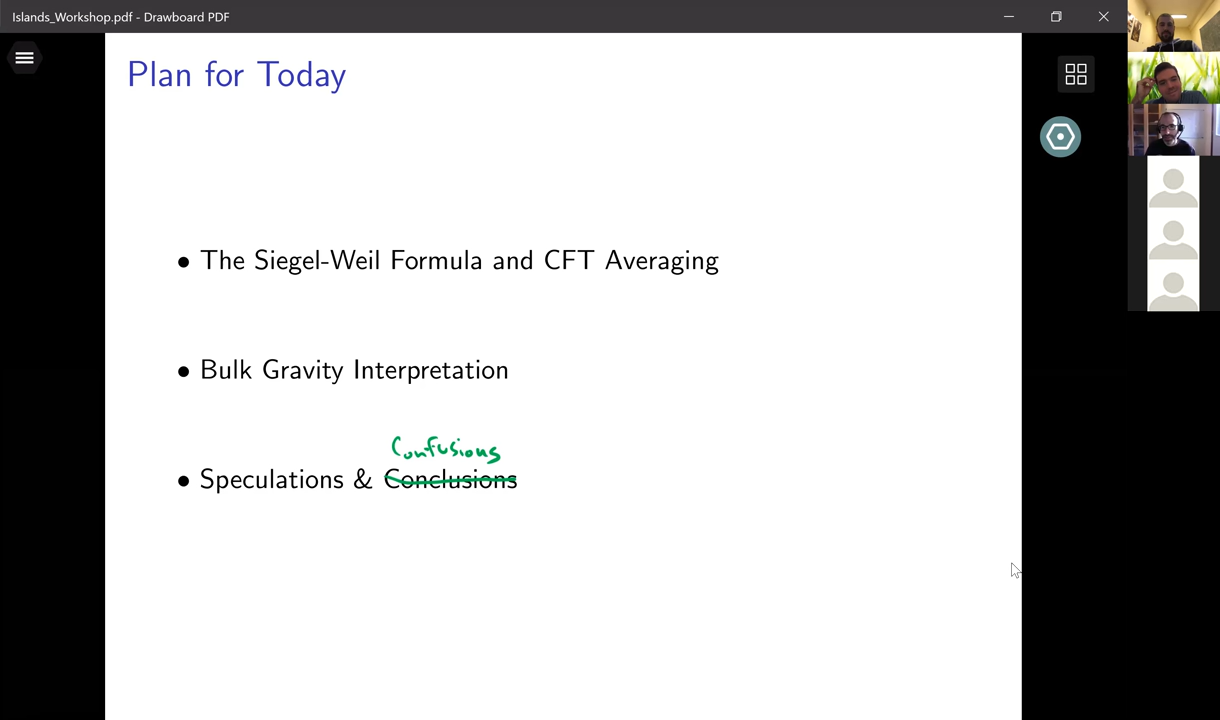 Islands_Workshop.pdf - Drawboard PDF
Plan for Today
• The Siegel-Weil Formula and CFT Averaging
• Bulk Gravity Interpretation
Confusions
• Speculations & Conclusions